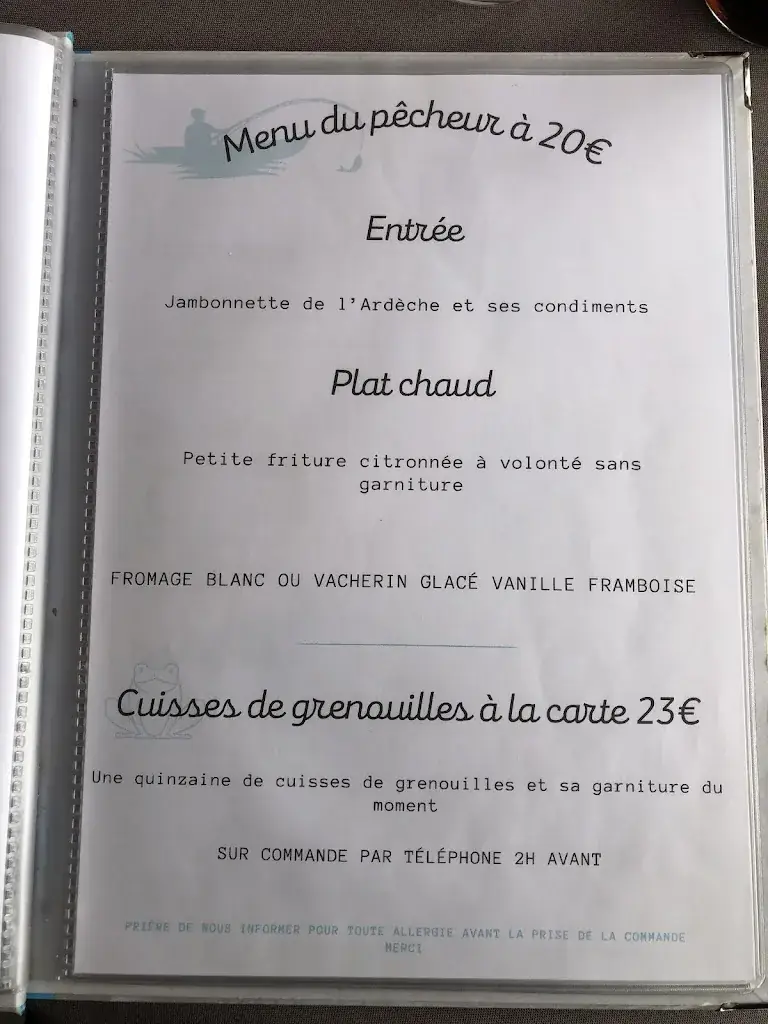 Menu du pêcheur à 20€
Entrée
Jambonnette de l'Ardèche et ses condiments
Plat chaud
Petite friture citronnée à volonté sans
garniture
FROMAGE BLANC OU VACHERIN GLACÉ VANILLE FRAMBOISE
Cuisses de grenouilles à la carte 23€
Une quinzaine de cuisses de grenouilles et sa garniture du
moment
SUR COMMANDE PAR TÉLÉPHONE 2H AVANT
PRIÈRE DE NOUS INFORMER POUR TOUTE ALLERGIE AVANT LA PRISE DE LA COMMANDE
MERCI